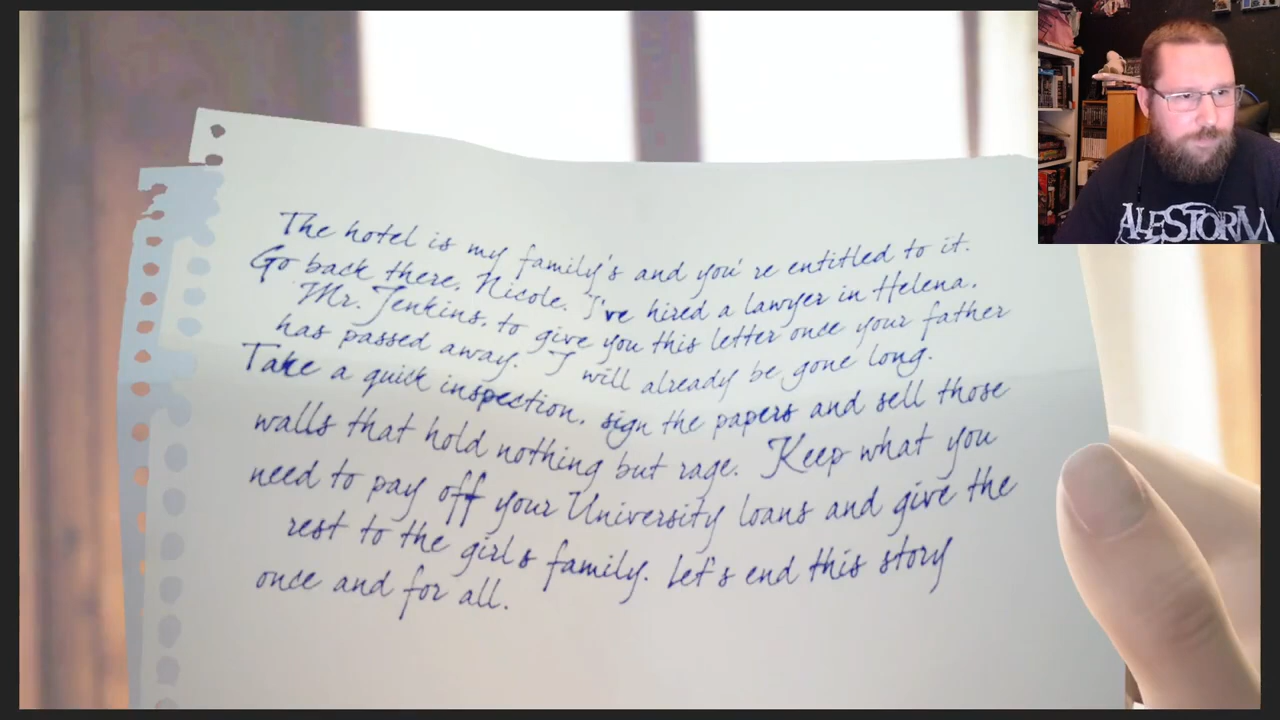 The hotel is my family's and you're entitled to it.
Go back there, Nicole. I've hired a lawyer in Helena,
Mr. Jenkins, to give you this letter once your father
has passed away. I will already be gone long.
Take a quick inspection, sign the papers and sell those
walls that hold nothing but rage. Keep what you
need to pay off your University loans and give the
rest to the girl's family. Let's end this story
once and for all.
ALESTORM